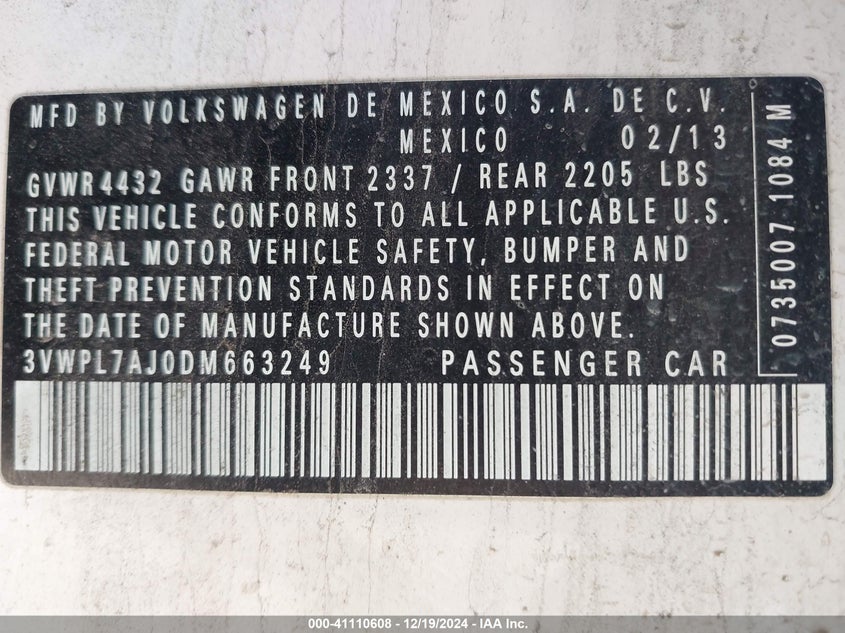 MFD BY VOLKSWAGEN DE MEXICO S.A. DE C.V.
MEXICO 02/13
GVWR 4432 GAWR FRONT 2337 / REAR 2205 LBS
THIS VEHICLE CONFORMS TO ALL APPLICABLE U.S.
FEDERAL MOTOR VEHICLE SAFETY, BUMPER AND
THEFT PREVENTION STANDARDS IN EFFECT ON
THE DATE OF MANUFACTURE SHOWN ABOVE.
3VWPL7AJ0DM663249 PASSENGER CAR
0735007 1084 M
000-41110608 - 12/19/2024 - IAA Inc.